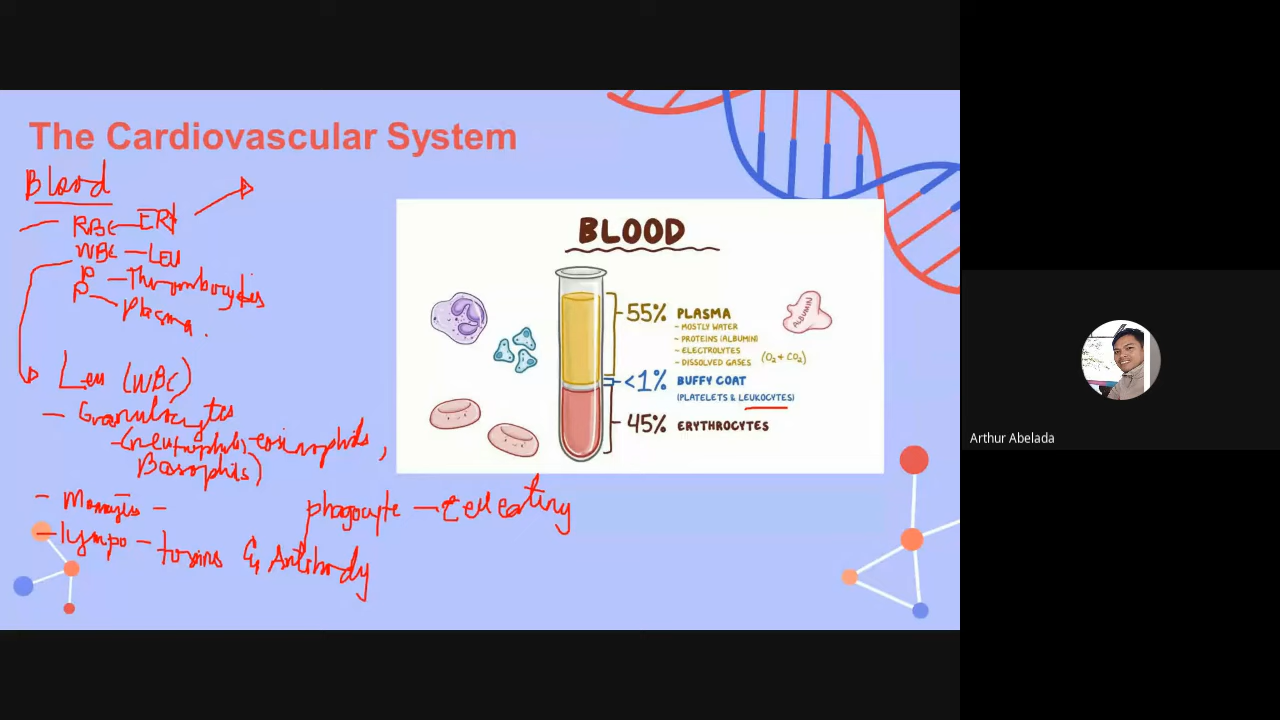 The Cardiovascular System
Blood
RBC - ERY
WBC - LEU
P - Thrombocytes
P - Plasma.
Leu (WBC)
- Granulocytes
- (neutrophils, eosinophils,
Basophils)
- Monocytes -
phagocyte - cell eating
- lympo - toxins & Antibody
BLOOD
55% PLASMA
- MOSTLY WATER
- PROTEINS (ALBUMIN)
- ELECTROLYTES
- DISSOLVED GASES (O₂ + CO₂)
<1% BUFFY COAT
(PLATELETS & LEUKOCYTES)
45% ERYTHROCYTES
ALBUMIN
Arthur Abelada